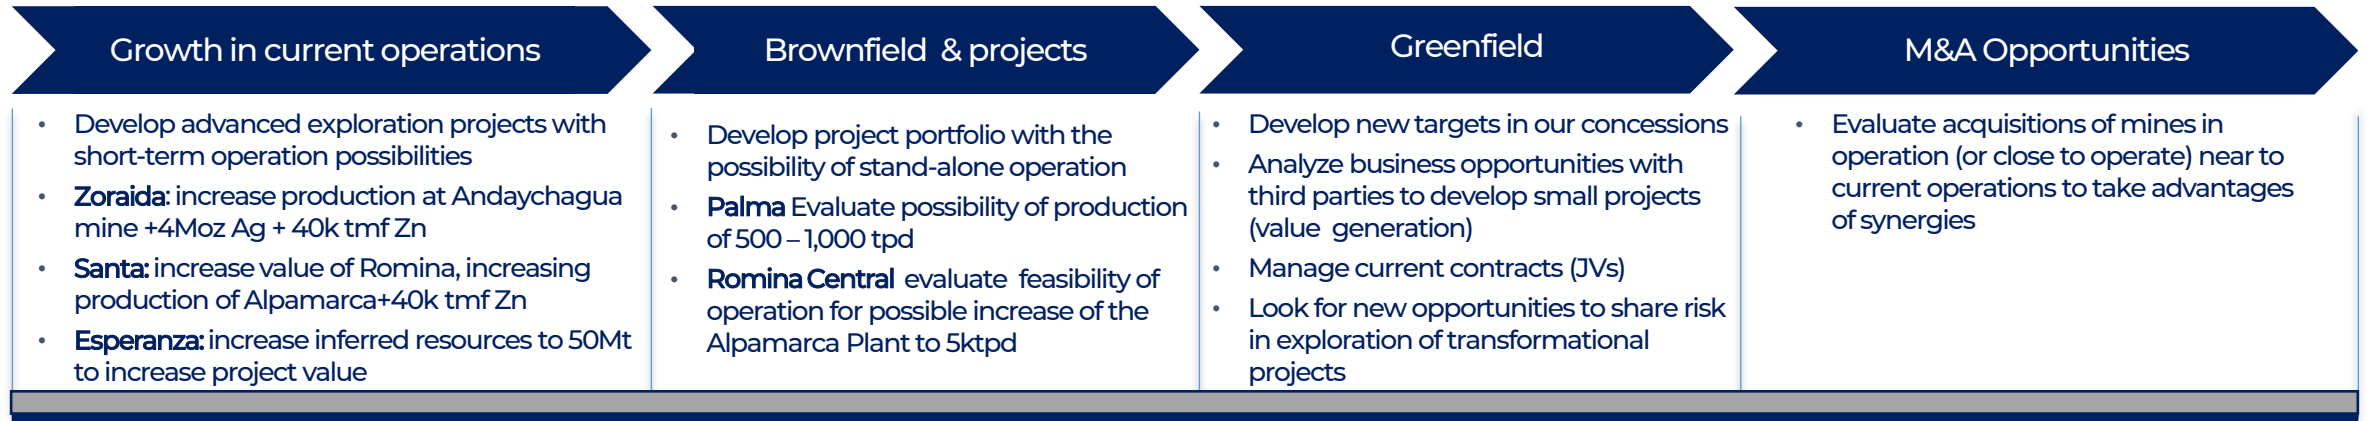 Growth in current operations
• Develop advanced exploration projects with
short-term operation possibilities
• Zoraida: increase production at Andaychagua
mine +4Moz Ag + 40k tmf Zn
• Santa: increase value of Romina, increasing
production of Alpamarca+40k tmf Zn
• Esperanza: increase inferred resources to 50Mt
to increase project value
Brownfield & projects
• Develop project portfolio with the
possibility of stand-alone operation
• Palma Evaluate possibility of production
of 500 – 1,000 tpd
• Romina Central evaluate feasibility of
operation for possible increase of the
Alpamarca Plant to 5ktpd
Greenfield
• Develop new targets in our concessions
• Analyze business opportunities with
third parties to develop small projects
(value generation)
• Manage current contracts (JVs)
• Look for new opportunities to share risk
in exploration of transformational
projects
M&A Opportunities
• Evaluate acquisitions of mines in
operation (or close to operate) near to
current operations to take advantages
of synergies